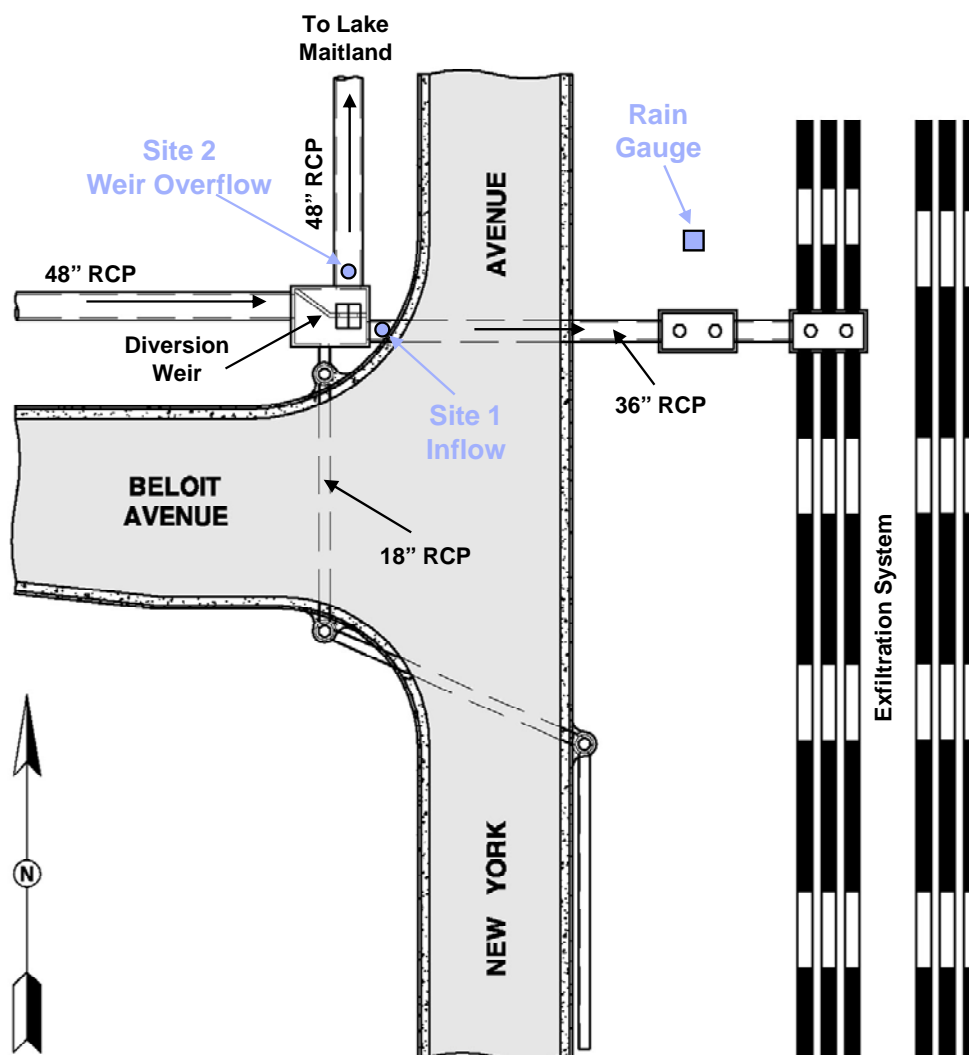 To Lake
Maitland
Site 2
Weir Overflow
48” RCP
Rain
Gauge
AVENUE
48” RCP
Diversion
Weir
Site 1
Inflow
36” RCP
BELOIT
AVENUE
18” RCP
Exfiltration System
NEW YORK
N